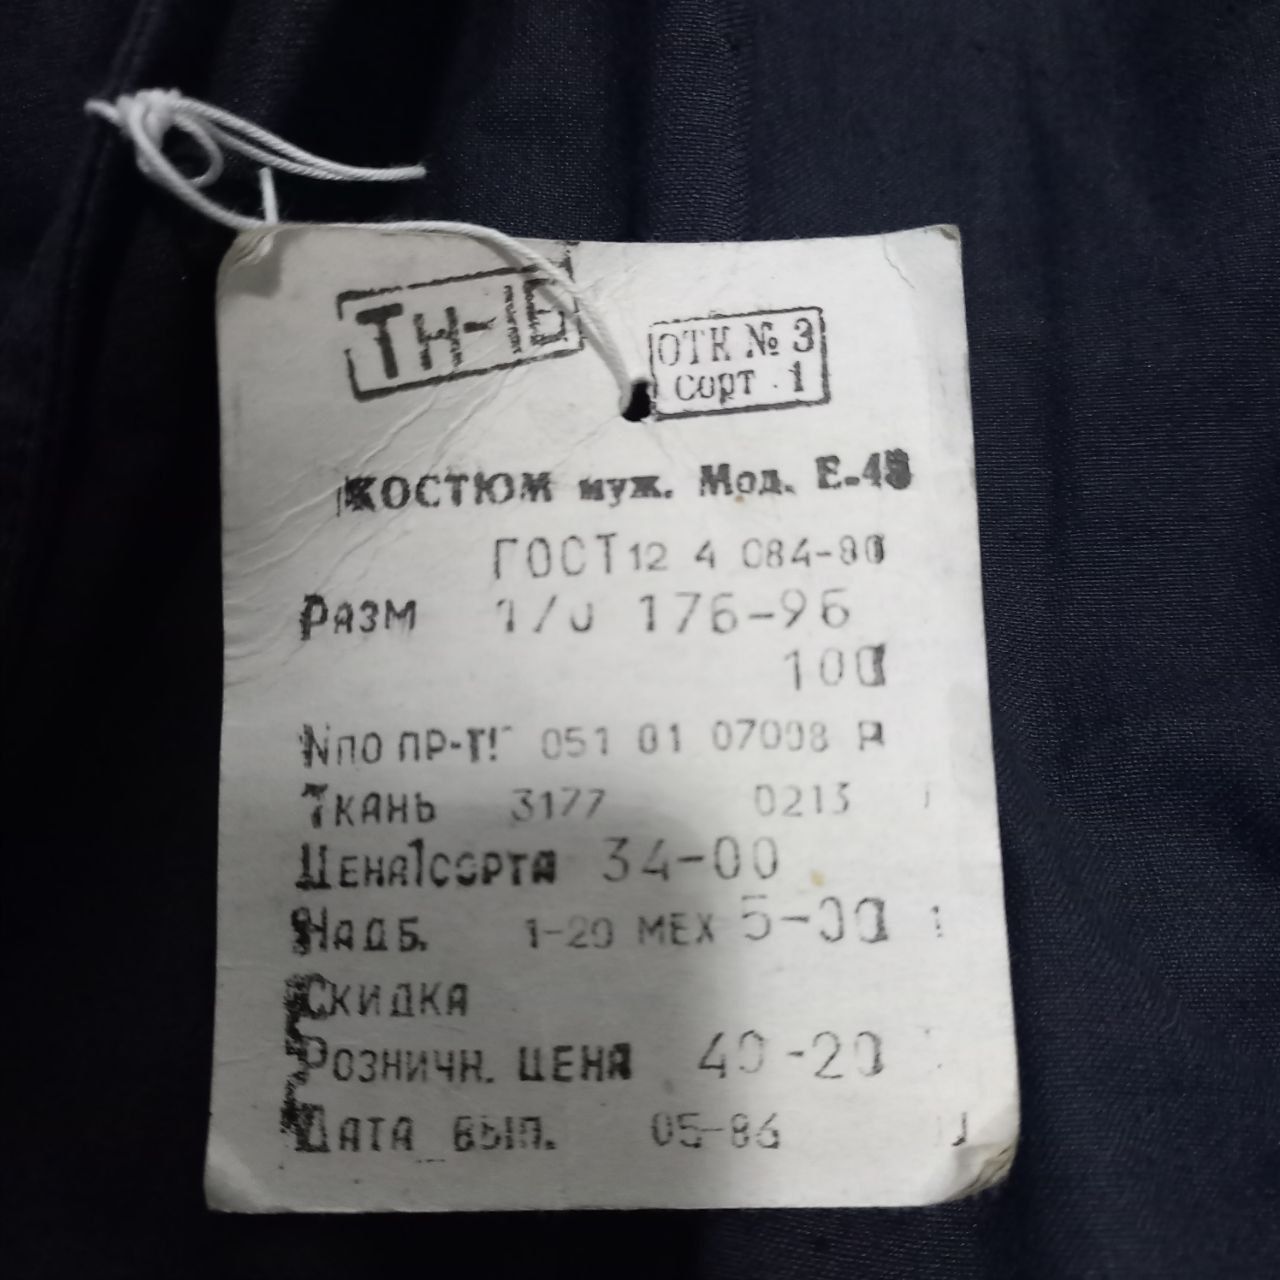 ТН-
ОТК № 3
сорт 1
КОСТЮМ муж. Мод. Е-48
ГОСТ 12 4 084-80
РАЗМ 170 176-96
100
N ПО ПР-ТУ 051 01 07008 Я
ТКАНЬ 3177 0213
ЦЕНА 1 СОРТА 34-00
НАДБ. 1-20 МЕХ 5-00
СКИДКА
РОЗНИЧН. ЦЕНА 40-20
ДАТА ВЫП. 05-86